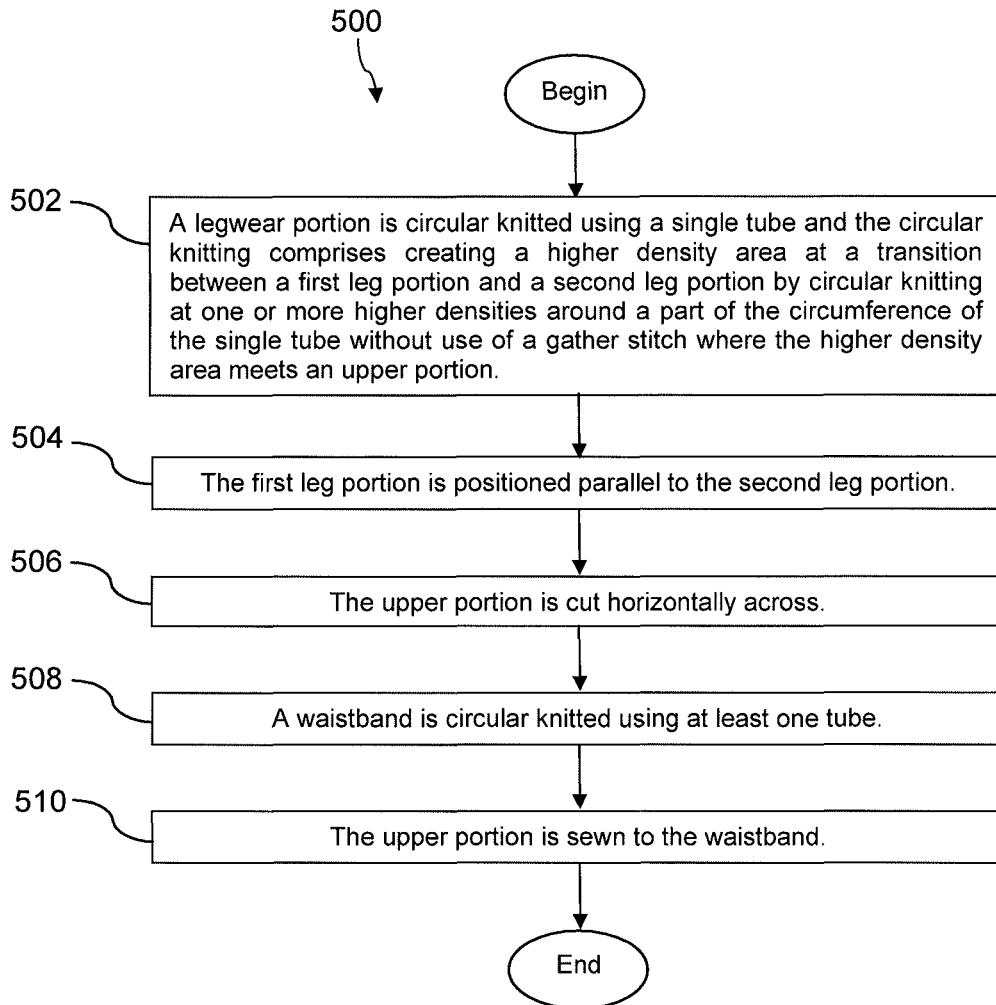 500
Begin
502
A legwear portion is circular knitted using a single tube and the circular
knitting comprises creating a higher density area at a transition
between a first leg portion and a second leg portion by circular knitting
at one or more higher densities around a part of the circumference of
the single tube without use of a gather stitch where the higher density
area meets an upper portion.
504
The first leg portion is positioned parallel to the second leg portion.
506
The upper portion is cut horizontally across.
508
A waistband is circular knitted using at least one tube.
510
The upper portion is sewn to the waistband.
End